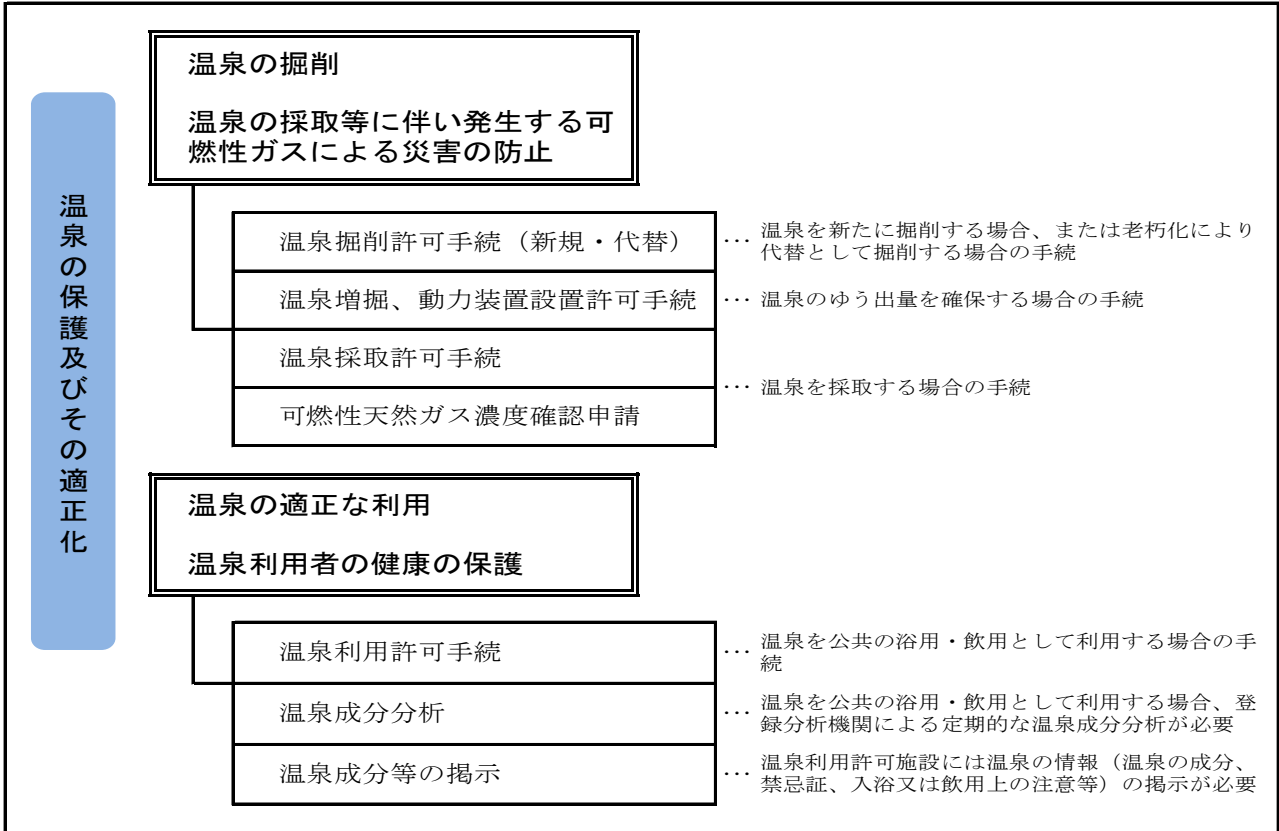 温泉の保護及びその適正化
温泉の掘削
温泉の採取等に伴い発生する可
燃性ガスによる災害の防止
温泉掘削許可手続（新規・代替）
… 温泉を新たに掘削する場合、または老朽化により
代替として掘削する場合の手続
温泉増掘、動力装置設置許可手続
… 温泉のゆう出量を確保する場合の手続
温泉採取許可手続
可燃性天然ガス濃度確認申請
… 温泉を採取する場合の手続
温泉の適正な利用
温泉利用者の健康の保護
温泉利用許可手続
… 温泉を公共の浴用・飲用として利用する場合の手
続
温泉成分分析
… 温泉を公共の浴用・飲用として利用する場合、登
録分析機関による定期的な温泉成分分析が必要
温泉成分等の掲示
… 温泉利用許可施設には温泉の情報（温泉の成分、
禁忌証、入浴又は飲用上の注意等）の掲示が必要